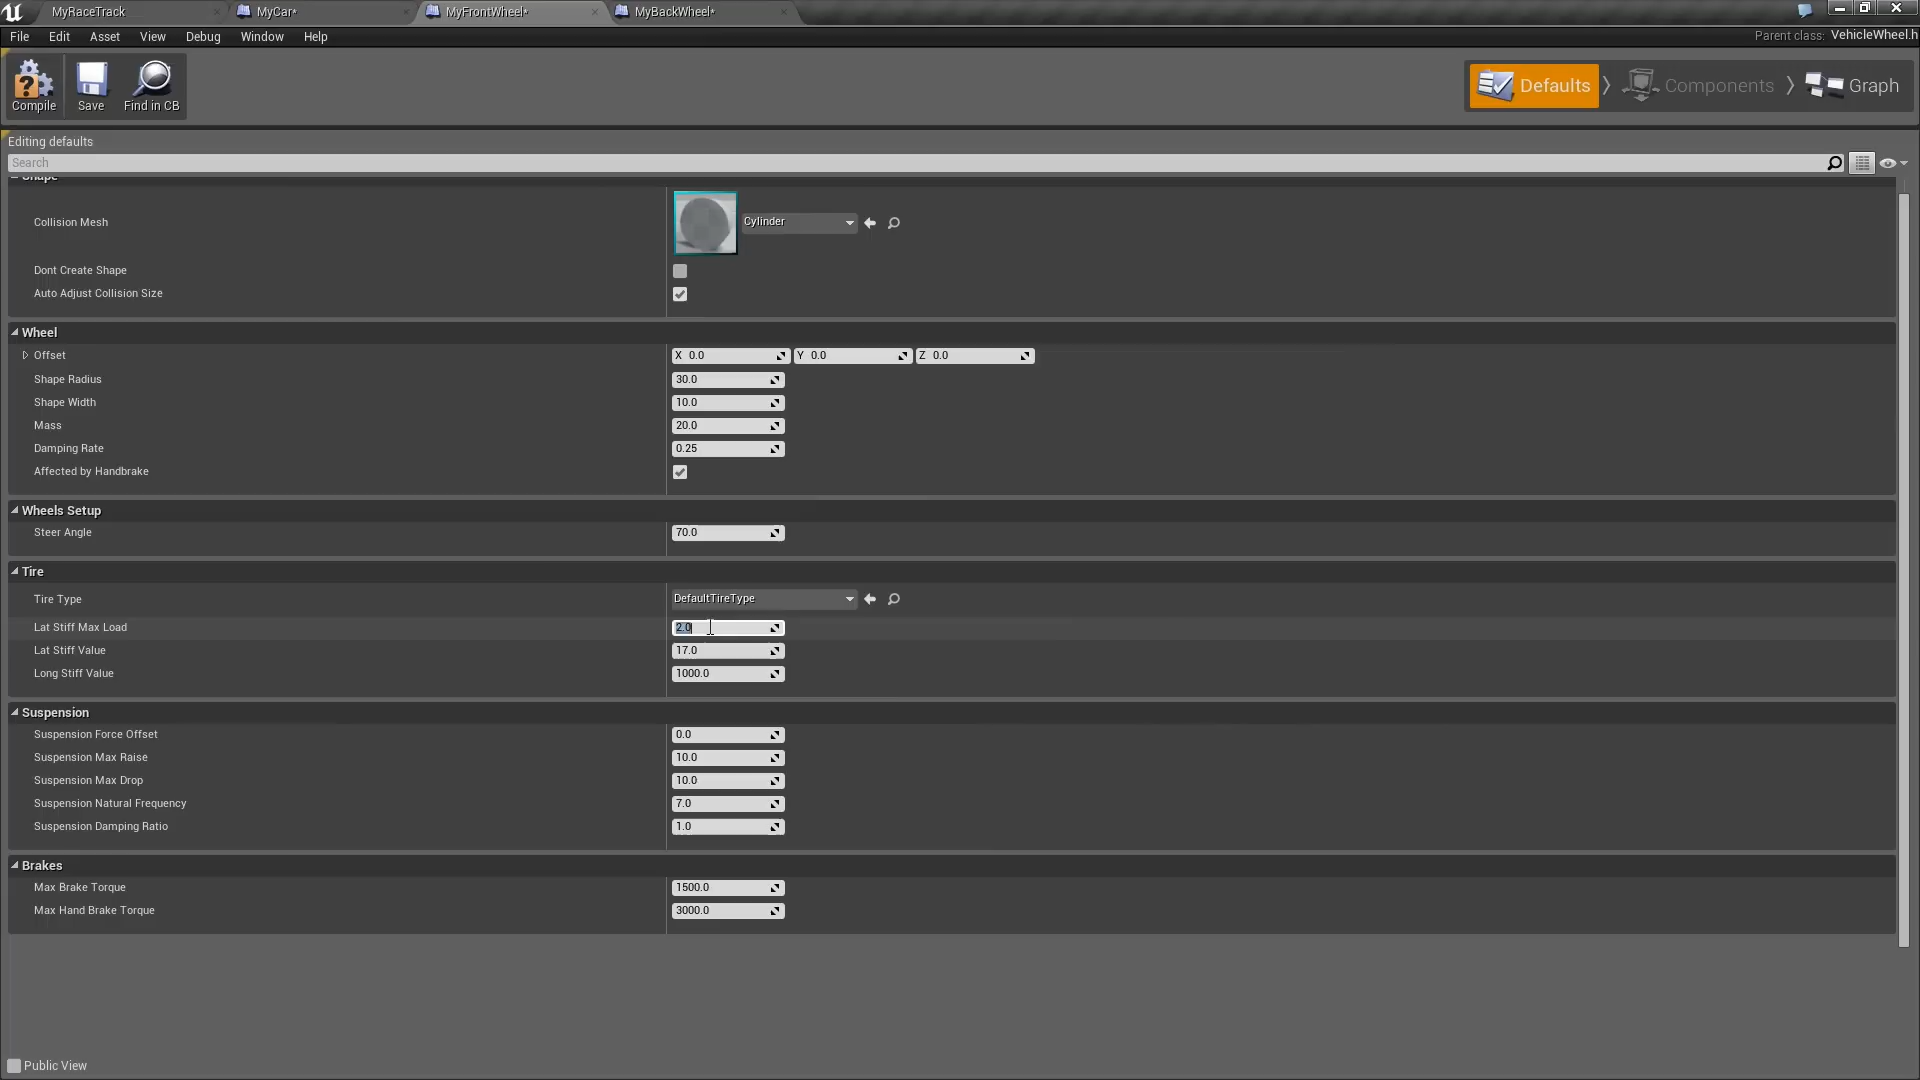 MyRaceTrack
MyCar*
MyFrontWheel*
MyBackWheel*
File Edit Asset View Debug Window Help
Parent class: VehicleWheel.h
Compile Save Find in CB
Defaults Components Graph
Editing defaults
Search
Shape
Collision Mesh Cylinder
Dont Create Shape
Auto Adjust Collision Size
Wheel
Offset X 0.0 Y 0.0 Z 0.0
Shape Radius 30.0
Shape Width 10.0
Mass 20.0
Damping Rate 0.25
Affected by Handbrake
Wheels Setup
Steer Angle 70.0
Tire
Tire Type DefaultTireType
Lat Stiff Max Load 2.0
Lat Stiff Value 17.0
Long Stiff Value 1000.0
Suspension
Suspension Force Offset 0.0
Suspension Max Raise 10.0
Suspension Max Drop 10.0
Suspension Natural Frequency 7.0
Suspension Damping Ratio 1.0
Brakes
Max Brake Torque 1500.0
Max Hand Brake Torque 3000.0
Public View